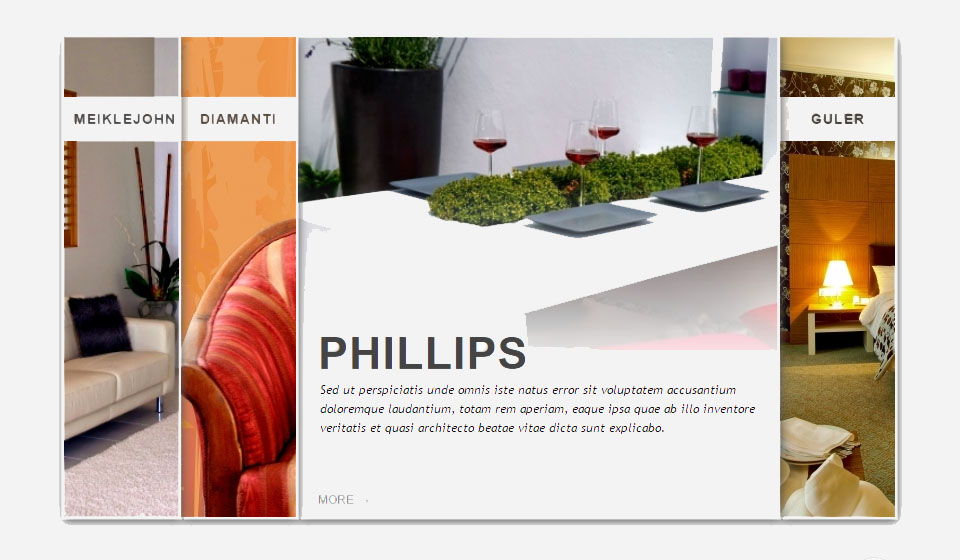 MEIKLEJOHN
DIAMANTI
GULER
PHILLIPS
Sed ut perspiciatis unde omnis iste natus error sit voluptatem accusantium
doloremque laudantium, totam rem aperiam, eaque ipsa quae ab illo inventore
veritatis et quasi architecto beatae vitae dicta sunt explicabo.
MORE